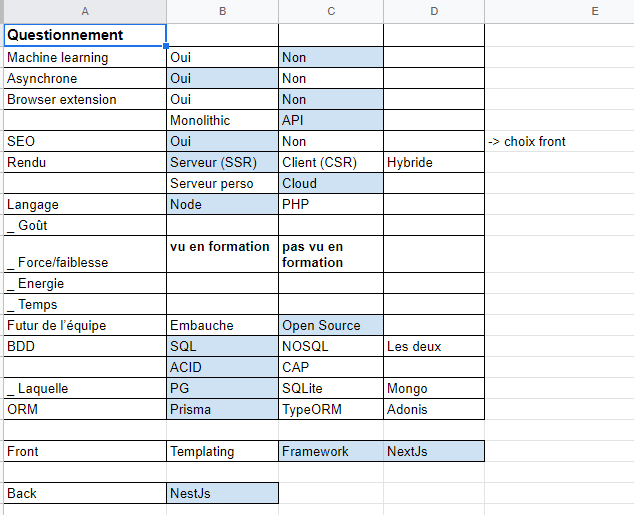 A B C D E
Questionnement
Machine learning Oui Non
Asynchrone Oui Non
Browser extension Oui Non
Monolithic API
SEO Oui Non -> choix front
Rendu Serveur (SSR) Client (CSR) Hybride
Serveur perso Cloud
Langage Node PHP
_ Goût
_ Force/faiblesse vu en formation pas vu en formation
_ Energie
_ Temps
Futur de l'équipe Embauche Open Source
BDD SQL NOSQL Les deux
ACID CAP
_ Laquelle PG SQLite Mongo
ORM Prisma TypeORM Adonis
Front Templating Framework NextJs
Back NestJs